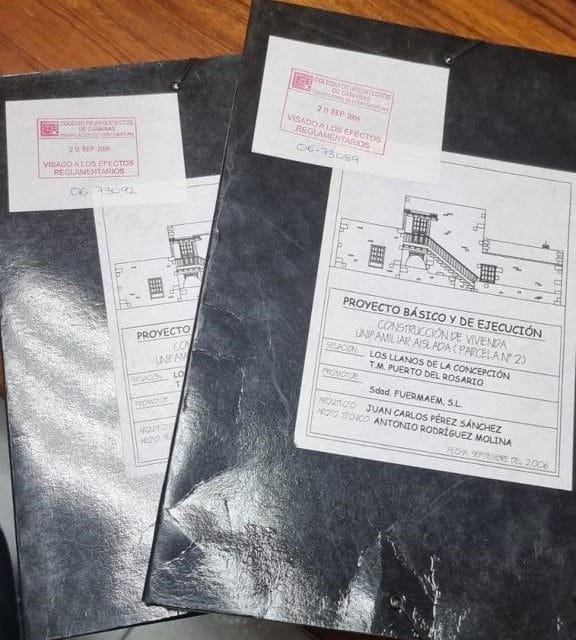 COLEGIO DE ARQUITECTOS
DE CANARIAS
20 SEP 2006
VISADO A LOS EFECTOS
REGLAMENTARIOS
06-73092
PROYECTO
COLEGIO DE ARQUITECTOS
DE CANARIAS
20 SEP 2006
VISADO A LOS EFECTOS
REGLAMENTARIOS
06-73089
PROYECTO BÁSICO Y DE EJECUCIÓN
CONSTRUCCIÓN DE VIVIENDA
UNIFAMILIAR AISLADA ( PARCELA Nº 2)
SITUACIÓN: LOS LLANOS DE LA CONCEPCIÓN
T.M. PUERTO DEL ROSARIO
PROMOTOR:
Sdad. FUERMAEM, S.L.
ARQUITECTO: JUAN CARLOS PÉREZ SÁNCHEZ
ARQTO TÉCNICO: ANTONIO RODRÍGUEZ MOLINA
FECHA: SEPTIEMBRE DEL 2006